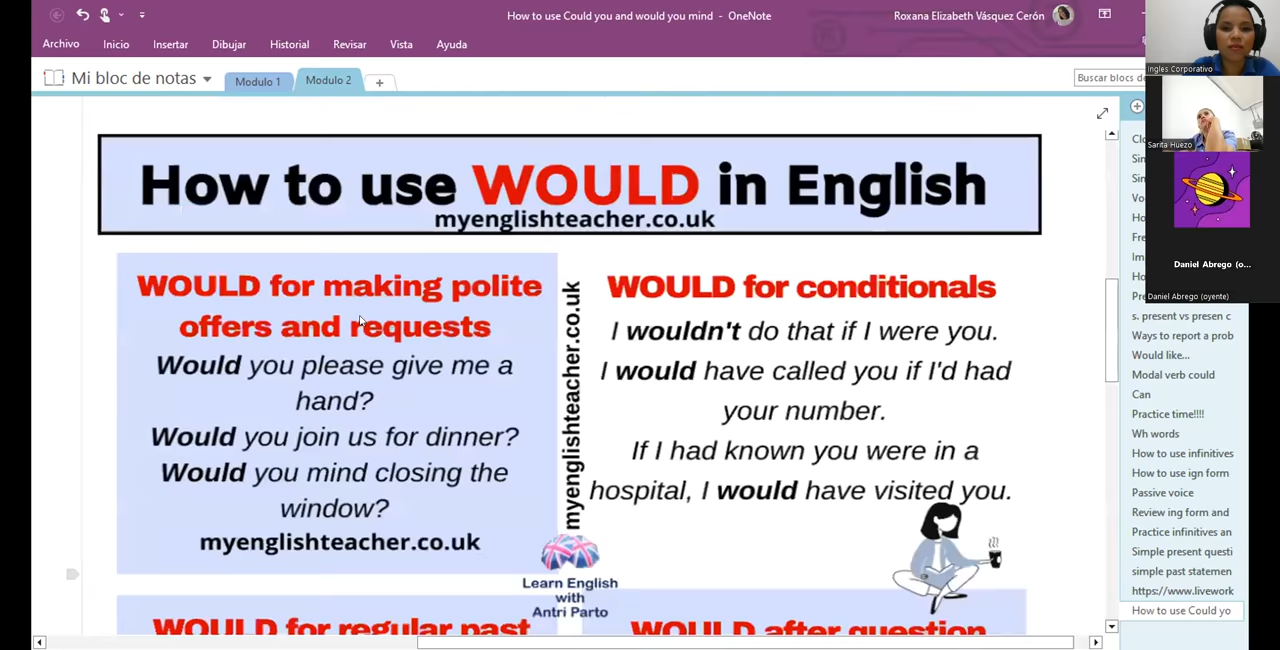 How to use Could you and would you mind - OneNote
Roxana Elizabeth Vásquez Cerón
Archivo Inicio Insertar Dibujar Historial Revisar Vista Ayuda
Mi bloc de notas
Modulo 1
Modulo 2
Buscar blocs de
How to use WOULD in English
myenglishteacher.co.uk
WOULD for making polite
offers and requests
Would you please give me a
hand?
Would you join us for dinner?
Would you mind closing the
window?
myenglishteacher.co.uk
myenglishteacher.co.uk
WOULD for conditionals
I wouldn't do that if I were you.
I would have called you if I'd had
your number.
If I had known you were in a
hospital, I would have visited you.
Learn English
with
Antri Parto
WOULD for regular past
WOULD after question
Ingles Corporativo
Sarita Huezo
Daniel Abrego (o...
Daniel Abrego (oyente)
Clo
Sim
Sim
Vo
Ho
Fre
Im
Ho
Pre
s. present vs presen c
Ways to report a prob
Would like...
Modal verb could
Can
Practice time!!!!
Wh words
How to use infinitives
How to use ign form
Passive voice
Review ing form and
Practice infinitives an
Simple present questi
simple past statemen
https://www.livework
How to use Could yo